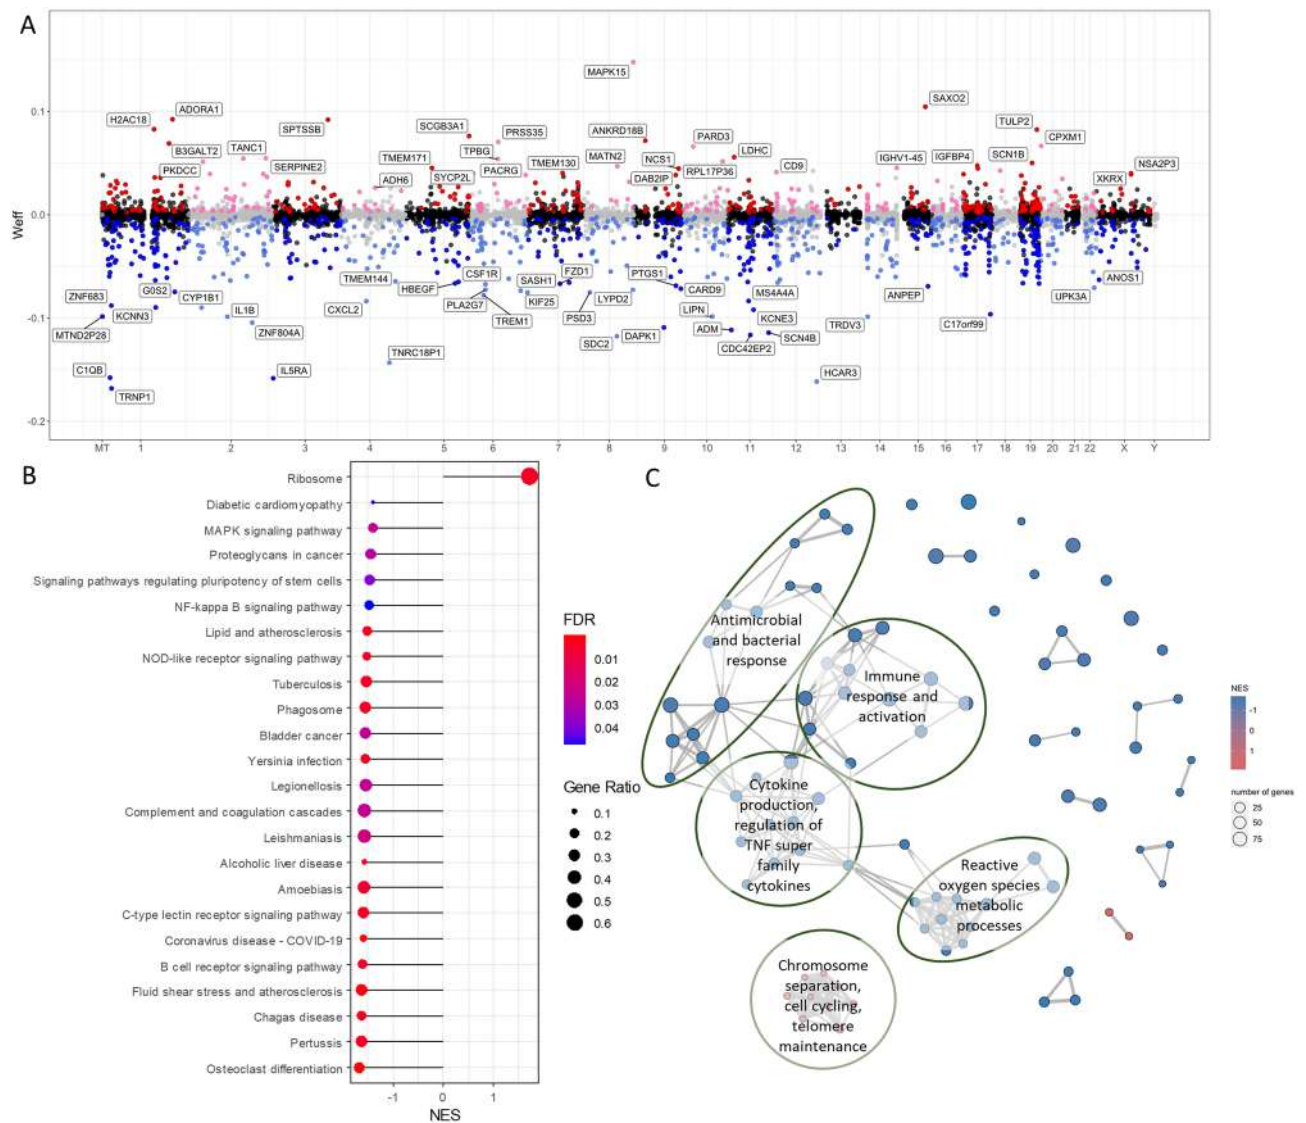 A
MAPK15
0.1
H2AC18
ADORA1
SPTSSB
SCGB3A1
PRSS35
ANKRD18B
PARD3
SAXO2
TULP2
CPXM1
B3GALT2
TANC1
SERPINE2
TMEM171
TPBG
TMEM130
MATN2
NCS1
LDHC
IGHV1-45
IGFBP4
SCN1B
NSA2P3
PKDCC
ADH6
SYCP2L
PACRG
DAB2IP
RPL17P36
CD9
XKRX
0.0
Weff
ZNF683
G0S2
CYP1B1
TMEM144
HBEGF
CSF1R
SASH1
FZD1
PTGS1
CARD9
MS4A4A
ANPEP
ANOS1
KCNN3
IL1B
CXCL2
PLA2G7
KIF25
LYPD2
LIPN
KCNE3
UPK3A
-0.1
MTND2P28
ZNF804A
TREM1
PSD3
DAPK1
ADM
SCN4B
TRDV3
C17orf99
SDC2
CDC42EP2
C1QB
IL5RA
TNRC18P1
HCAR3
TRNP1
-0.2
MT 1 2 3 4 5 6 7 8 9 10 11 12 13 14 15 16 17 18 19 20 21 22 X Y
B
Ribosome
Diabetic cardiomyopathy
MAPK signaling pathway
Proteoglycans in cancer
Signaling pathways regulating pluripotency of stem cells
NF-kappa B signaling pathway
Lipid and atherosclerosis
NOD-like receptor signaling pathway
Tuberculosis
Phagosome
Bladder cancer
Yersinia infection
Legionellosis
Complement and coagulation cascades
Leishmaniasis
Alcoholic liver disease
Amoebiasis
C-type lectin receptor signaling pathway
Coronavirus disease - COVID-19
B cell receptor signaling pathway
Fluid shear stress and atherosclerosis
Chagas disease
Pertussis
Osteoclast differentiation
-1 0 1
NES
FDR
0.01
0.02
0.03
0.04
Gene Ratio
0.1
0.2
0.3
0.4
0.5
0.6
C
Antimicrobial
and bacterial
response
Immune
response and
activation
Cytokine
production,
regulation of
TNF super
family
cytokines
Reactive
oxygen species
metabolic
processes
Chromosome
separation,
cell cycling,
telomere
maintenance
NES
-1
0
1
number of genes
25
50
75